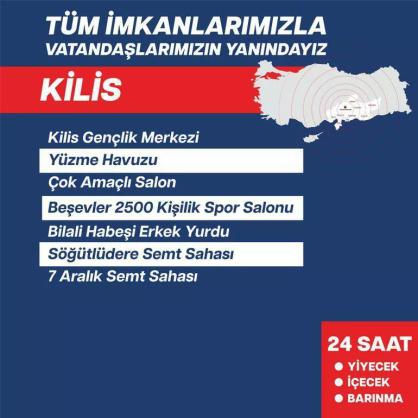 TÜM İMKANLARIMIZLA
VATANDAŞLARIMIZIN YANINDAYIZ
KİLİS
Kilis Gençlik Merkezi
Yüzme Havuzu
Çok Amaçlı Salon
Beşevler 2500 Kişilik Spor Salonu
Bilali Habeşi Erkek Yurdu
Söğütlüdere Semt Sahası
7 Aralık Semt Sahası
24 SAAT
● YİYECEK
● İÇECEK
● BARINMA